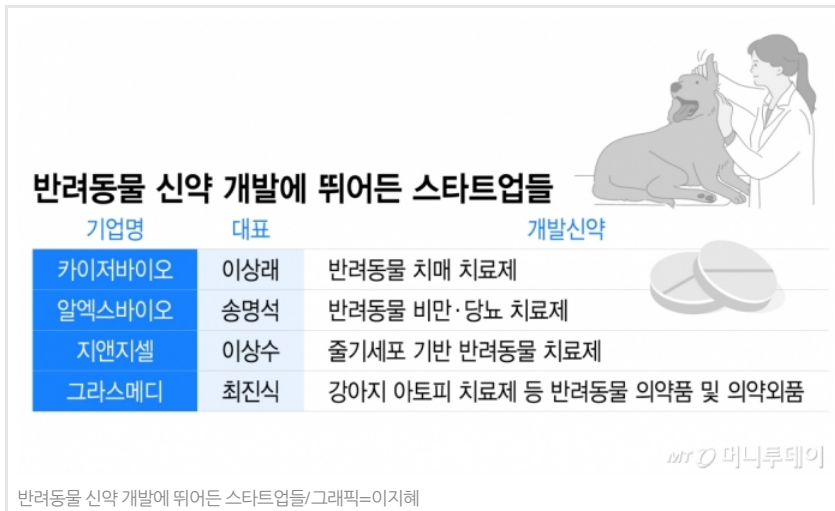 반려동물 신약 개발에 뛰어든 스타트업들
기업명 대표 개발신약
카이저바이오 이상래 반려동물 치매 치료제
알엑스바이오 송명석 반려동물 비만·당뇨 치료제
지앤지셀 이상수 줄기세포 기반 반려동물 치료제
그라스메디 최진식 강아지 아토피 치료제 등 반려동물 의약품 및 의약외품
MT 머니투데이
반려동물 신약 개발에 뛰어든 스타트업들/그래픽=이지혜